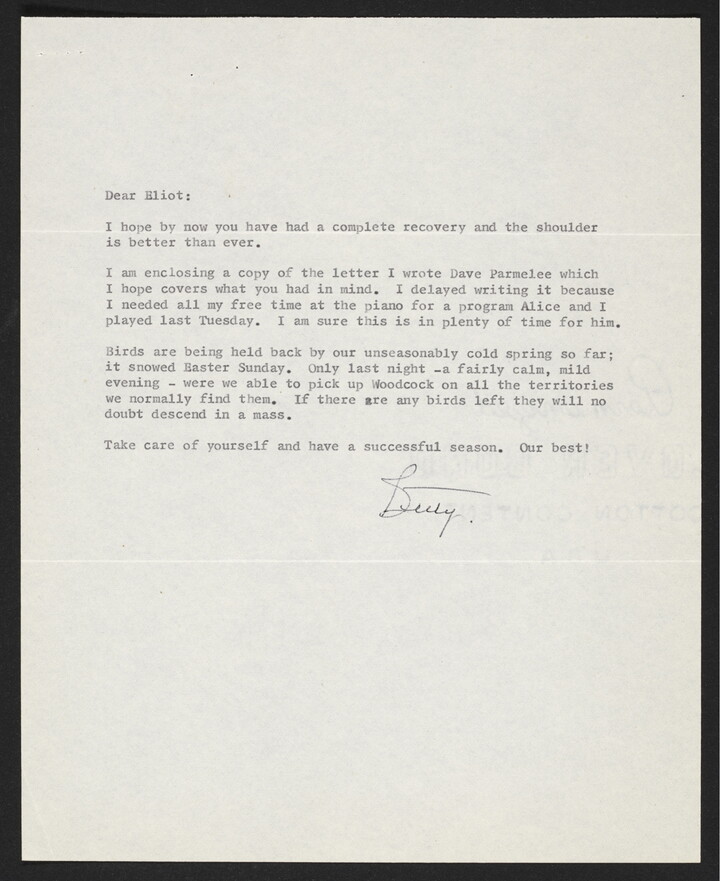 Dear Eliot:
I hope by now you have had a complete recovery and the shoulder
is better than ever.
I am enclosing a copy of the letter I wrote Dave Parmelee which
I hope covers what you had in mind.  I delayed writing it because
I needed all my free time at the piano for a program Alice and I
played last Tuesday.  I am sure this is in plenty of time for him.
Birds are being held back by our unseasonably cold spring so far;
it snowed Easter Sunday.  Only last night -a fairly calm, mild
evening - were we able to pick up Woodcock on all the territories
we normally find them.  If there are any birds left they will no
doubt descend in a mass.
Take care of yourself and have a successful season.  Our best!
Betty.
COTTON CONTENT